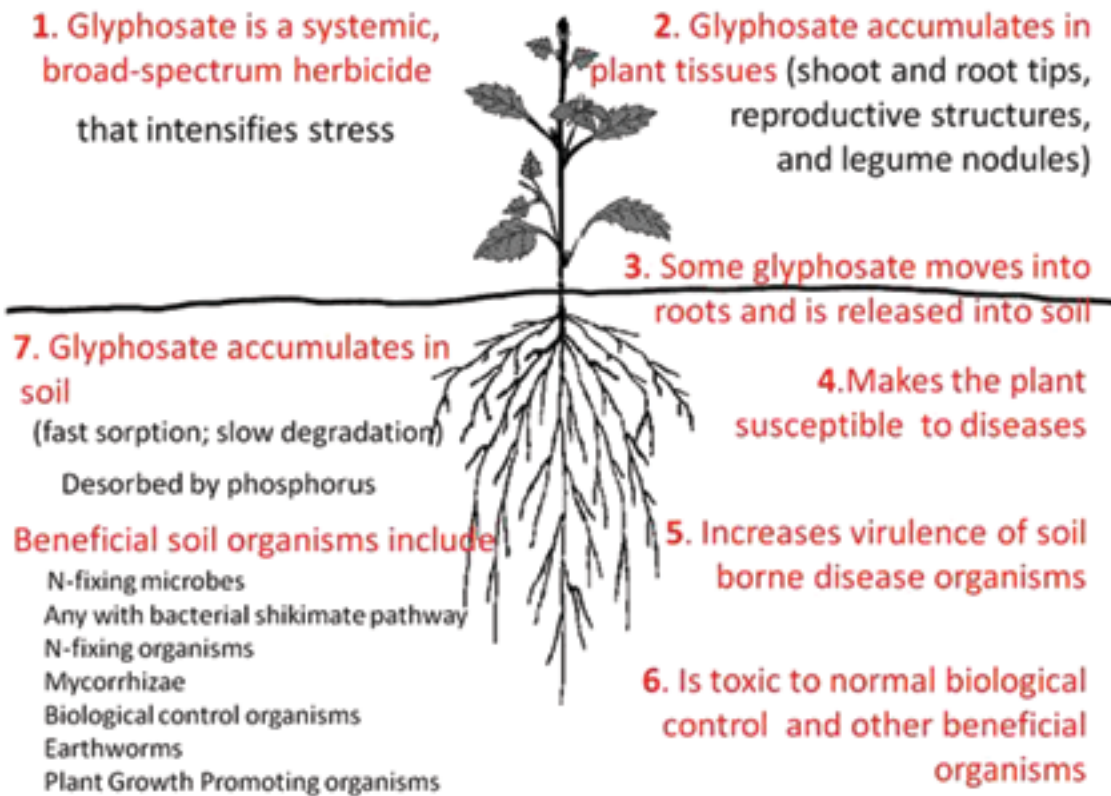 1. Glyphosate is a systemic,
broad-spectrum herbicide
that intensifies stress
2. Glyphosate accumulates in
plant tissues (shoot and root tips,
reproductive structures,
and legume nodules)
3. Some glyphosate moves into
roots and is released into soil
4.Makes the plant
susceptible to diseases
5. Increases virulence of soil
borne disease organisms
6. Is toxic to normal biological
control and other beneficial
organisms
7. Glyphosate accumulates in
soil
(fast sorption; slow degradation)
Desorbed by phosphorus
Beneficial soil organisms include
N-fixing microbes
Any with bacterial shikimate pathway
N-fixing organisms
Mycorrhizae
Biological control organisms
Earthworms
Plant Growth Promoting organisms